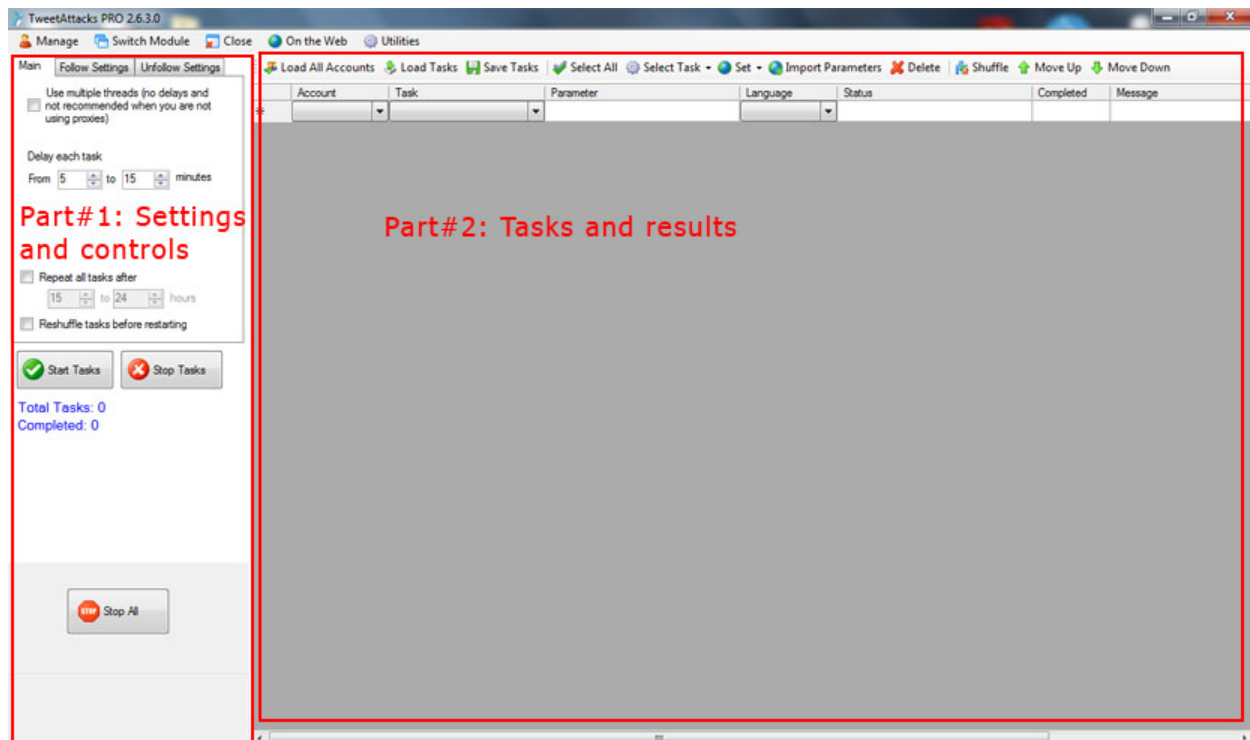 TweetAttacks PRO 2.6.3.0
Manage Switch Module Close On the Web Utilities
Main Follow Settings Unfollow Settings
Use multiple threads (no delays and
not recommended when you are not
using proxies)
Delay each task
From 5 to 15 minutes
Part#1: Settings
and controls
Repeat all tasks after
15 to 24 hours
Reshuffle tasks before restarting
Start Tasks Stop Tasks
Total Tasks: 0
Completed: 0
STOP Stop All
Load All Accounts Load Tasks Save Tasks Select All Select Task Set Import Parameters Delete Shuffle Move Up Move Down
Account Task Parameter Language Status Completed Message
Part#2: Tasks and results